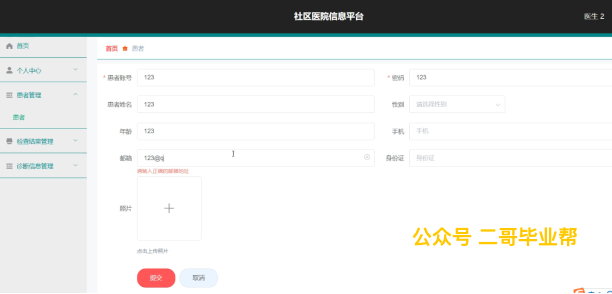 社区医院信息平台
医生 2
首页
首页 患者
个人中心
患者管理
患者
检查结果管理
诊断信息管理
* 患者账号 123 * 密码 123
患者姓名 123 性别 请选择性别
年龄 123 手机 手机
邮箱 123@q 身份证 身份证
请输入正确的邮箱地址
照片
点击上传照片
提交 取消
公众号 二哥毕业帮